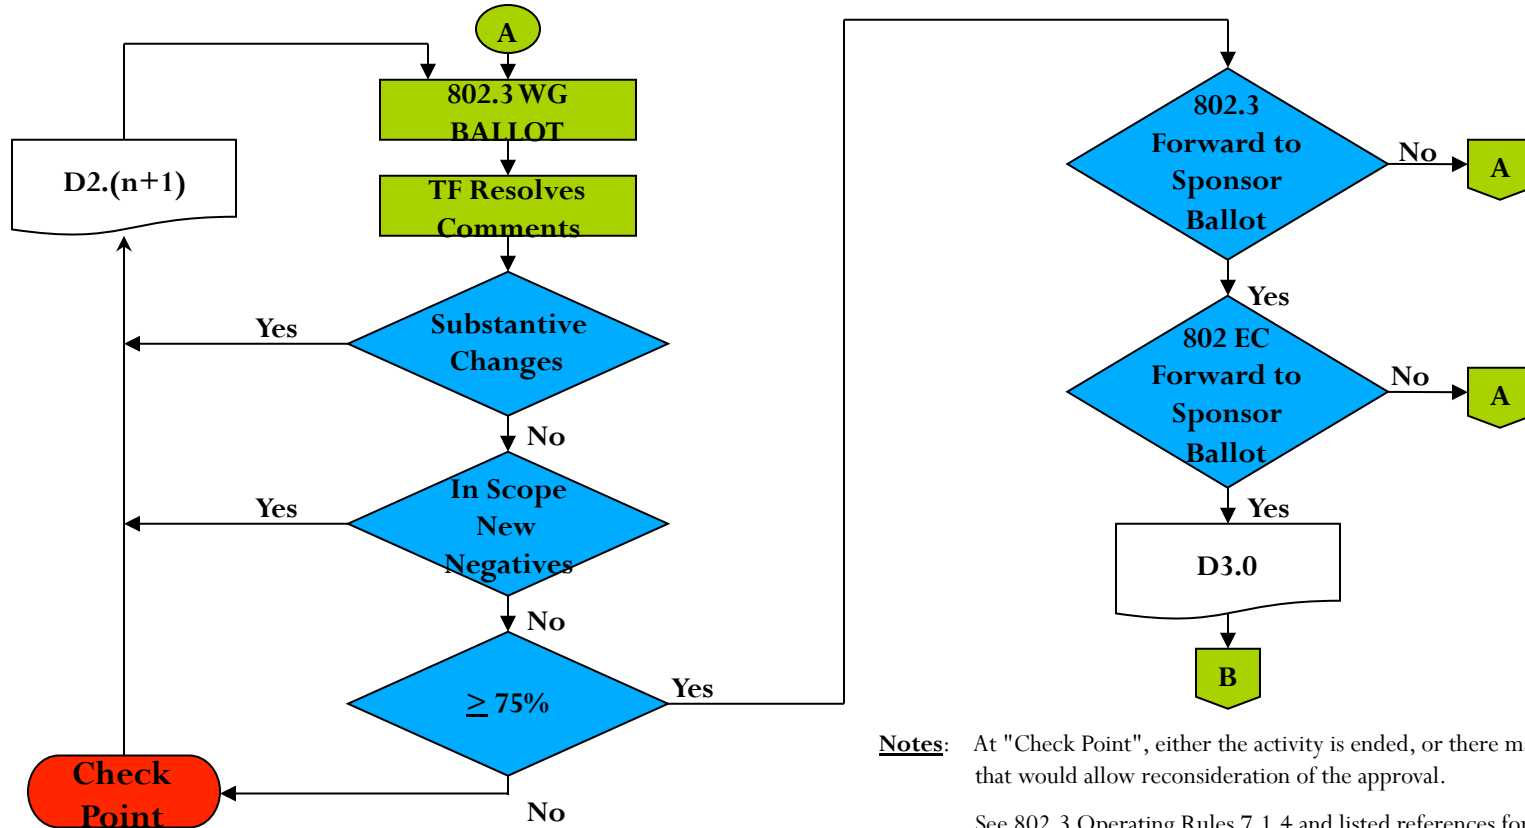 A
802.3 WG
BALLOT
TF Resolves
Comments
D2.(n+1)
Substantive
Changes
Yes
No
In Scope
New
Negatives
Yes
No
≥ 75%
Yes
No
Check
Point
802.3
Forward to
Sponsor
Ballot
No
A
Yes
802 EC
Forward to
Sponsor
Ballot
No
A
Yes
D3.0
B
Notes: At "Check Point", either the activity is ended, or there
that would allow reconsideration of the approval.
See 802.3 Operating Rules 7.1.4 and listed references for